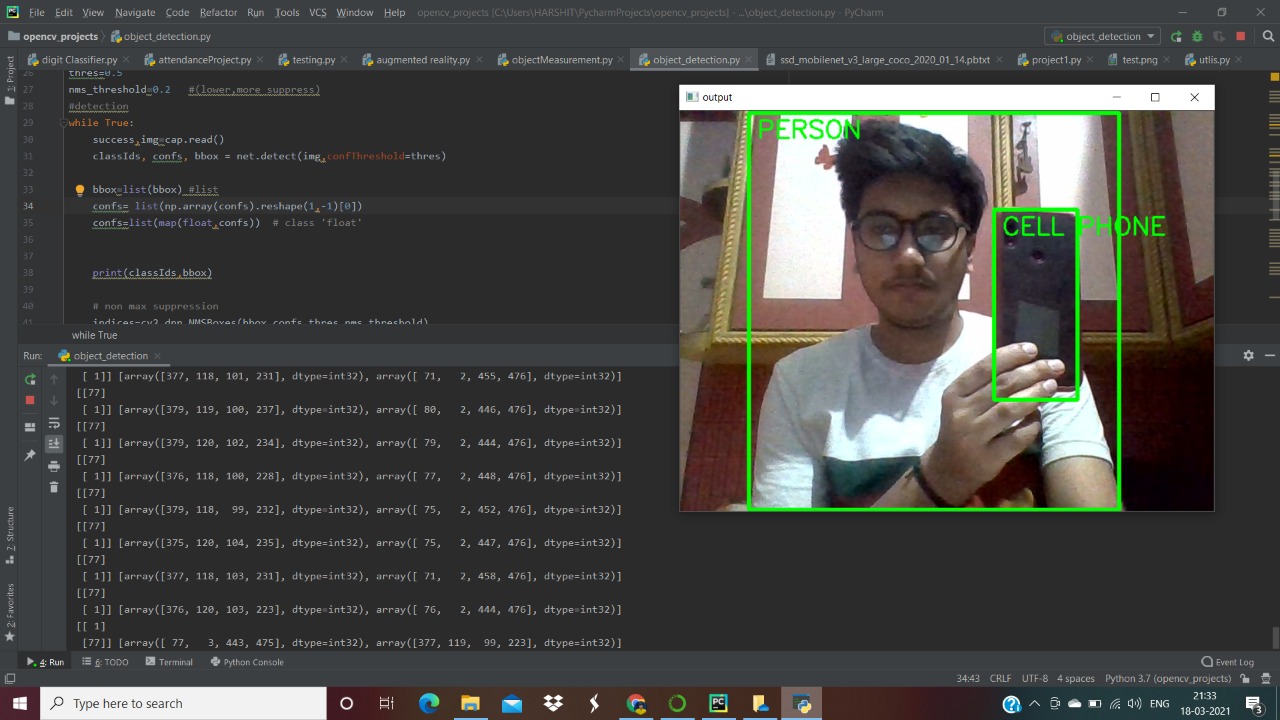 File Edit View Navigate Code Refactor Run Tools VCS Window Help opencv_projects [C:\Users\HARSHIT\PycharmProjects\opencv_projects] - ...\object_detection.py - PyCharm
opencv_projects object_detection.py object_detection
digit Classifier.py attendanceProject.py testing.py augmented reality.py objectMeasurement.py object_detection.py ssd_mobilenet_v3_large_coco_2020_01_14.pbtxt project1.py test.png utlis.py
1: Project
26 thres=0.5
27 nms_threshold=0.2 #(lower,more suppress)
28 #detection
29 while True:
30 success,img=cap.read()
31 classIds, confs, bbox = net.detect(img,confThreshold=thres)
32
33 bbox=list(bbox) #list
34 confs= list(np.array(confs).reshape(1,-1)[0])
35 confs=list(map(float,confs)) # class 'float'
36
37
38 print(classIds,bbox)
39
40 # non max suppression
41 indices=cv2.dnn.NMSBoxes(bbox,confs,thres,nms_threshold)
while True
output
PERSON
CELL PHONE
Run: object_detection
[ 1]] [array([377, 118, 101, 231], dtype=int32), array([ 71,   2, 455, 476], dtype=int32)]
[[77]
[ 1]] [array([379, 119, 100, 237], dtype=int32), array([ 80,   2, 446, 476], dtype=int32)]
[[77]
[ 1]] [array([379, 120, 102, 234], dtype=int32), array([ 79,   2, 444, 476], dtype=int32)]
[[77]
[ 1]] [array([376, 118, 100, 228], dtype=int32), array([ 77,   2, 448, 476], dtype=int32)]
[[77]
[ 1]] [array([379, 118,  99, 232], dtype=int32), array([ 75,   2, 452, 476], dtype=int32)]
[[77]
[ 1]] [array([375, 120, 104, 235], dtype=int32), array([ 75,   2, 447, 476], dtype=int32)]
[[77]
[ 1]] [array([377, 118, 103, 231], dtype=int32), array([ 71,   2, 458, 476], dtype=int32)]
[[77]
[ 1]] [array([376, 120, 103, 223], dtype=int32), array([ 76,   2, 444, 476], dtype=int32)]
[[ 1]
[77]] [array([ 77,   3, 443, 475], dtype=int32), array([377, 119,  99, 223], dtype=int32)]
7: Structure
2: Favorites
4: Run 6: TODO Terminal Python Console Event Log
34:43 CRLF UTF-8 4 spaces Python 3.7 (opencv_projects)
Type here to search
PC
ENG
21:33
18-03-2021
3